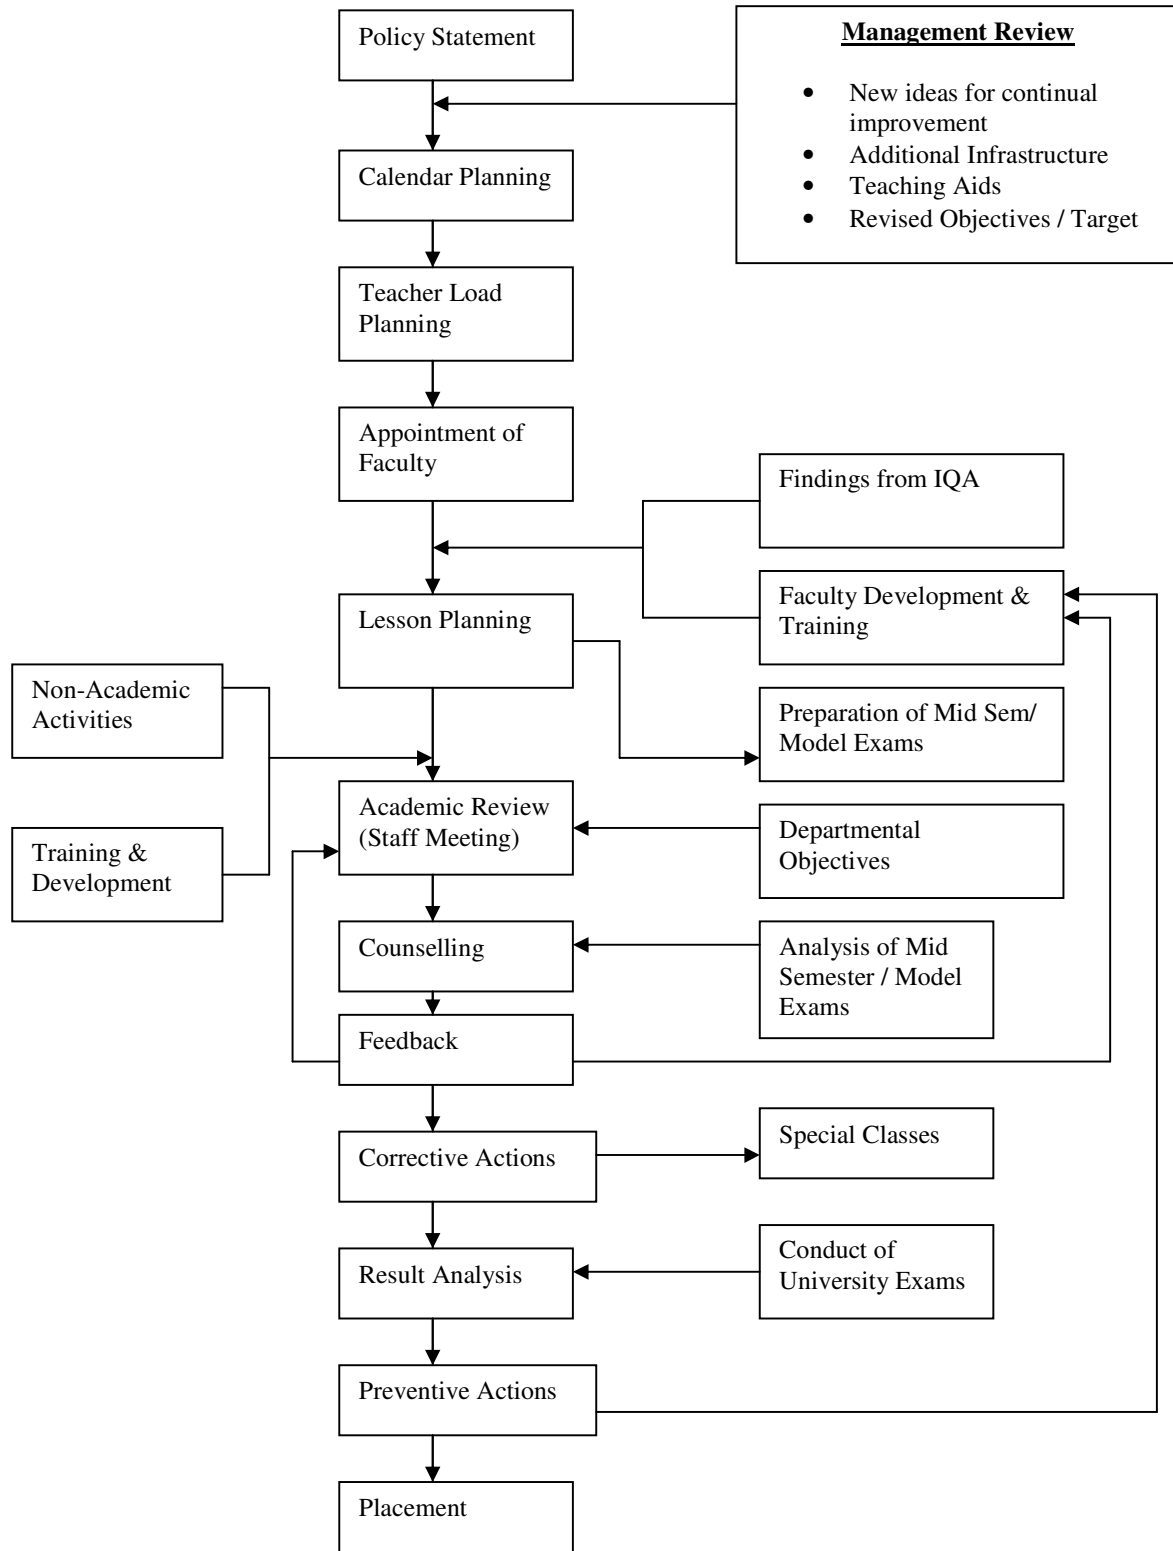 Policy Statement
Management Review
• New ideas for continual
improvement
• Additional Infrastructure
• Teaching Aids
• Revised Objectives / Target
Calendar Planning
Teacher Load
Planning
Appointment of
Faculty
Findings from IQA
Faculty Development &
Training
Lesson Planning
Non-Academic
Activities
Preparation of Mid Sem/
Model Exams
Academic Review
(Staff Meeting)
Departmental
Objectives
Training &
Development
Counselling
Analysis of Mid
Semester / Model
Exams
Feedback
Special Classes
Corrective Actions
Conduct of
University Exams
Result Analysis
Preventive Actions
Placement